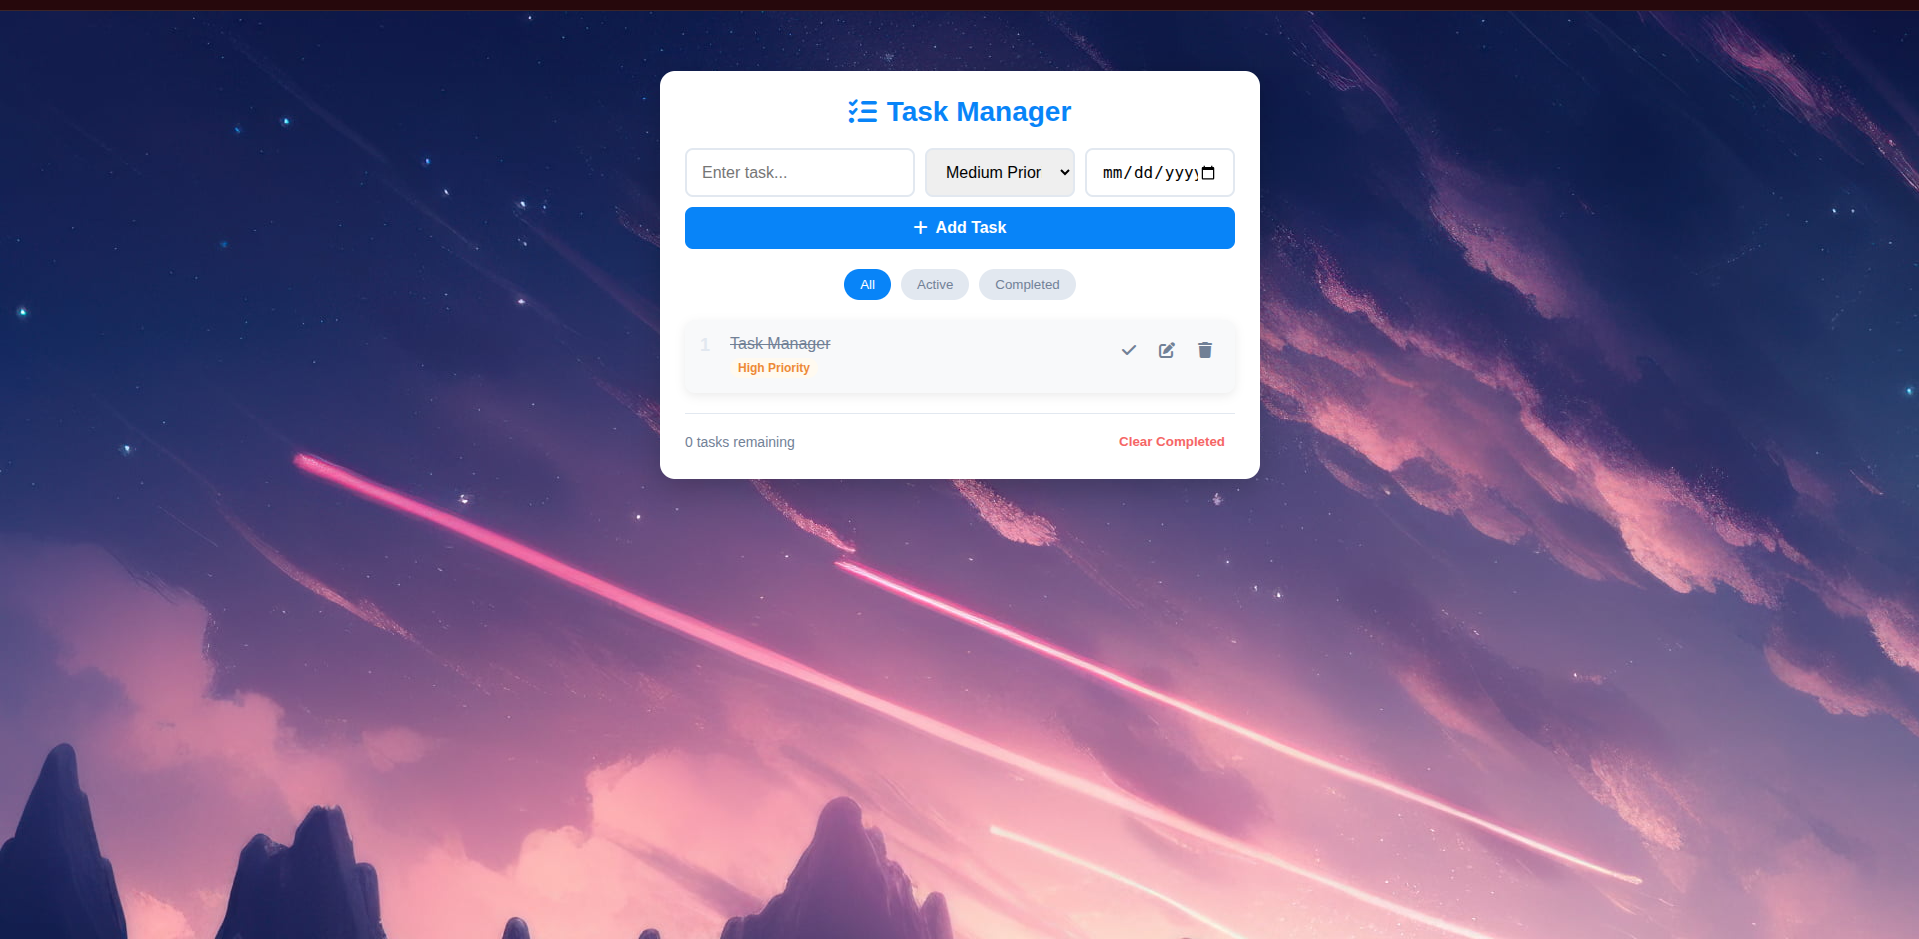 Task Manager
Enter task...
Medium Prior
mm/dd/yyyy
Add Task
All
Active
Completed
1
Task Manager
High Priority
0 tasks remaining
Clear Completed